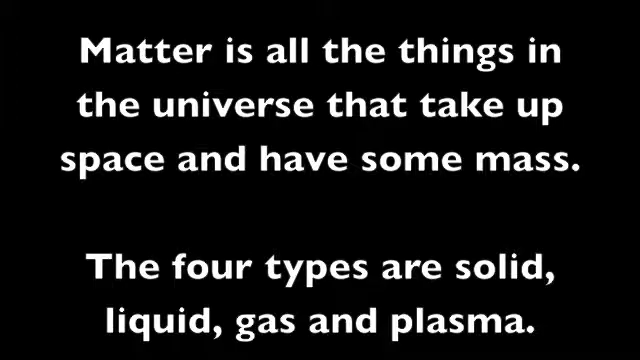 Matter is all the things in
the universe that take up
space and have some mass.
The four types are solid,
liquid, gas and plasma.